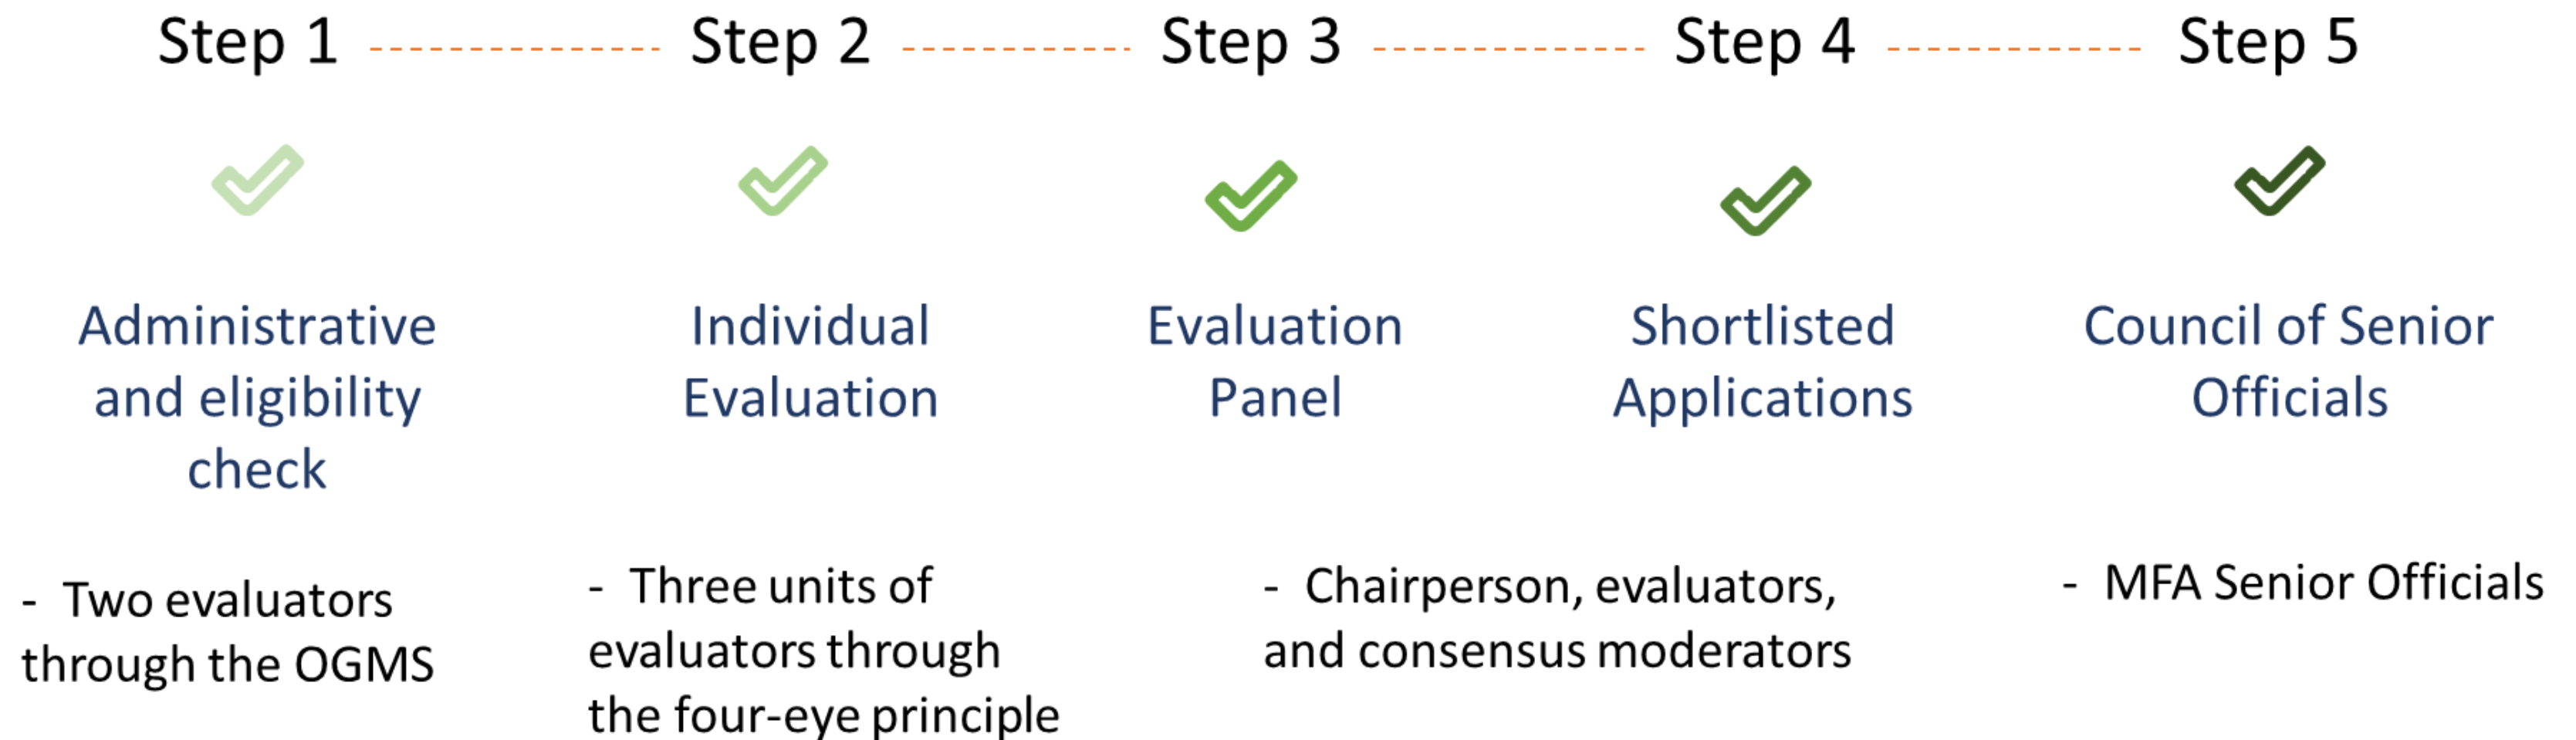 Step 1
Step 2
Step 3
Step 4
Step 5
Administrative
and eligibility
check
Individual
Evaluation
Evaluation
Panel
Shortlisted
Applications
Council of Senior
Officials
- Two evaluators
through the OGMS
- Three units of
evaluators through
the four-eye principle
- Chairperson, evaluators,
and consensus moderators
- MFA Senior Officials